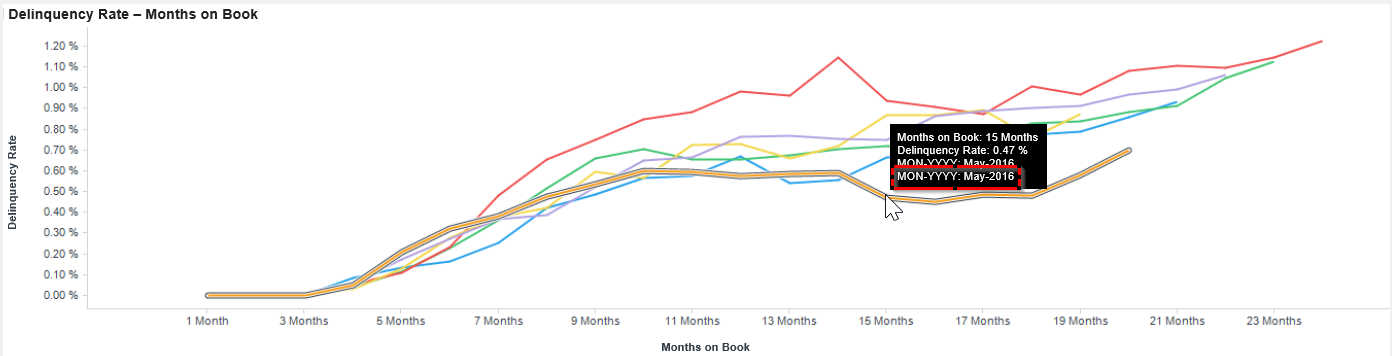 Delinquency Rate – Months on Book
1.20 %
1.10 %
1.00 %
0.90 %
0.80 %
0.70 %
0.60 %
0.50 %
0.40 %
0.30 %
0.20 %
0.10 %
0.00 %
Delinquency Rate
Months on Book: 15 Months
Delinquency Rate: 0.47 %
MON-YYYY: May-2016
MON-YYYY: May-2016
1 Month
3 Months
5 Months
7 Months
9 Months
11 Months
13 Months
15 Months
17 Months
19 Months
21 Months
23 Months
Months on Book